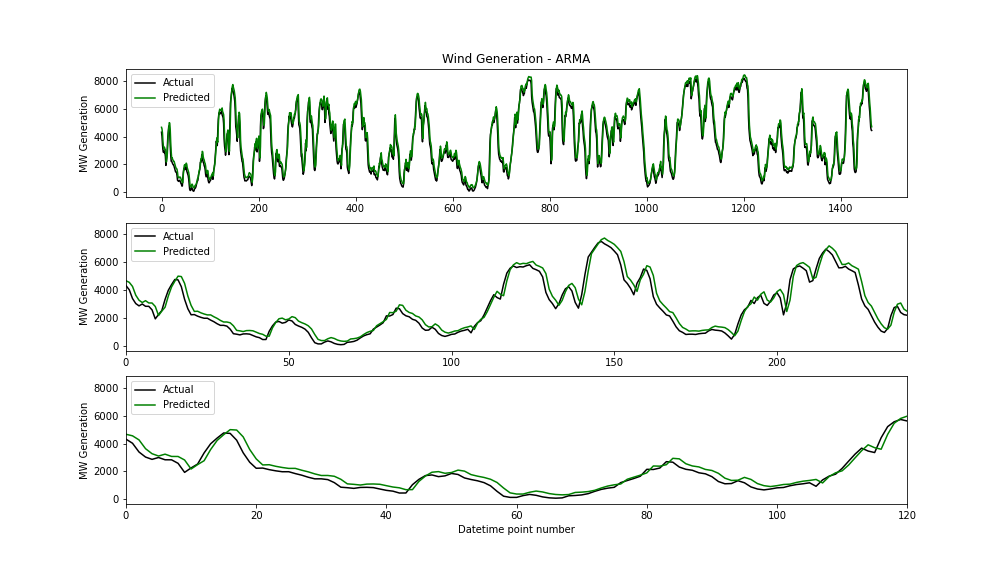 Wind Generation - ARMA
MW Generation
8000
6000
4000
2000
0
Actual
Predicted
0 200 400 600 800 1000 1200 1400
MW Generation
8000
6000
4000
2000
0
Actual
Predicted
0 50 100 150 200
MW Generation
8000
6000
4000
2000
0
Actual
Predicted
0 20 40 60 80 100 120
Datetime point number